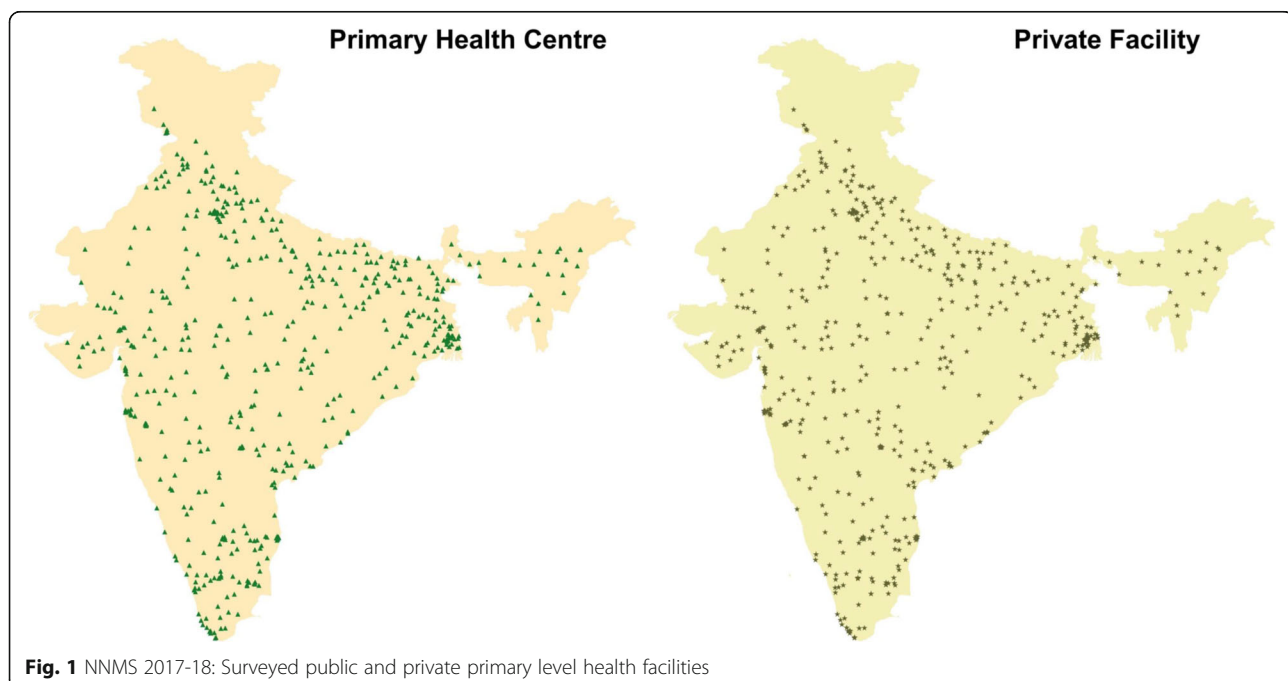 Primary Health Centre
Private Facility
Fig. 1 NNMS 2017-18: Surveyed public and private primary level health facilities